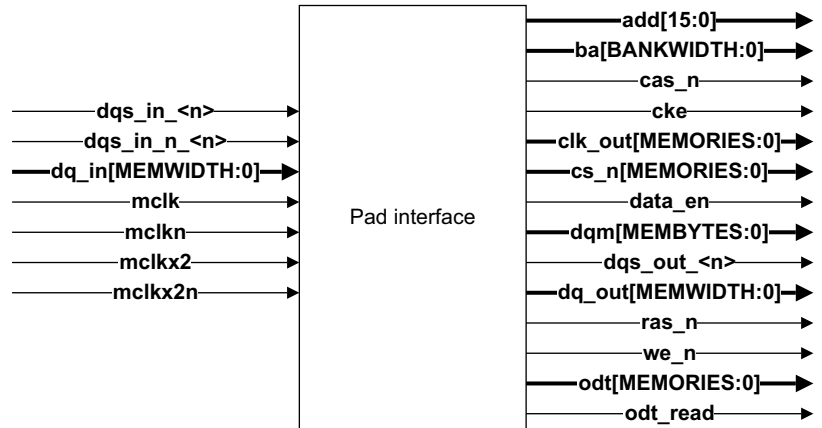 dqs_in_<n>
dqs_in_n_<n>
dq_in[MEMWIDTH:0]
mclk
mclkn
mclkx2
mclkx2n
Pad interface
add[15:0]
ba[BANKWIDTH:0]
cas_n
cke
clk_out[MEMORIES:0]
cs_n[MEMORIES:0]
data_en
dqm[MEMBYTES:0]
dqs_out_<n>
dq_out[MEMWIDTH:0]
ras_n
we_n
odt[MEMORIES:0]
odt_read